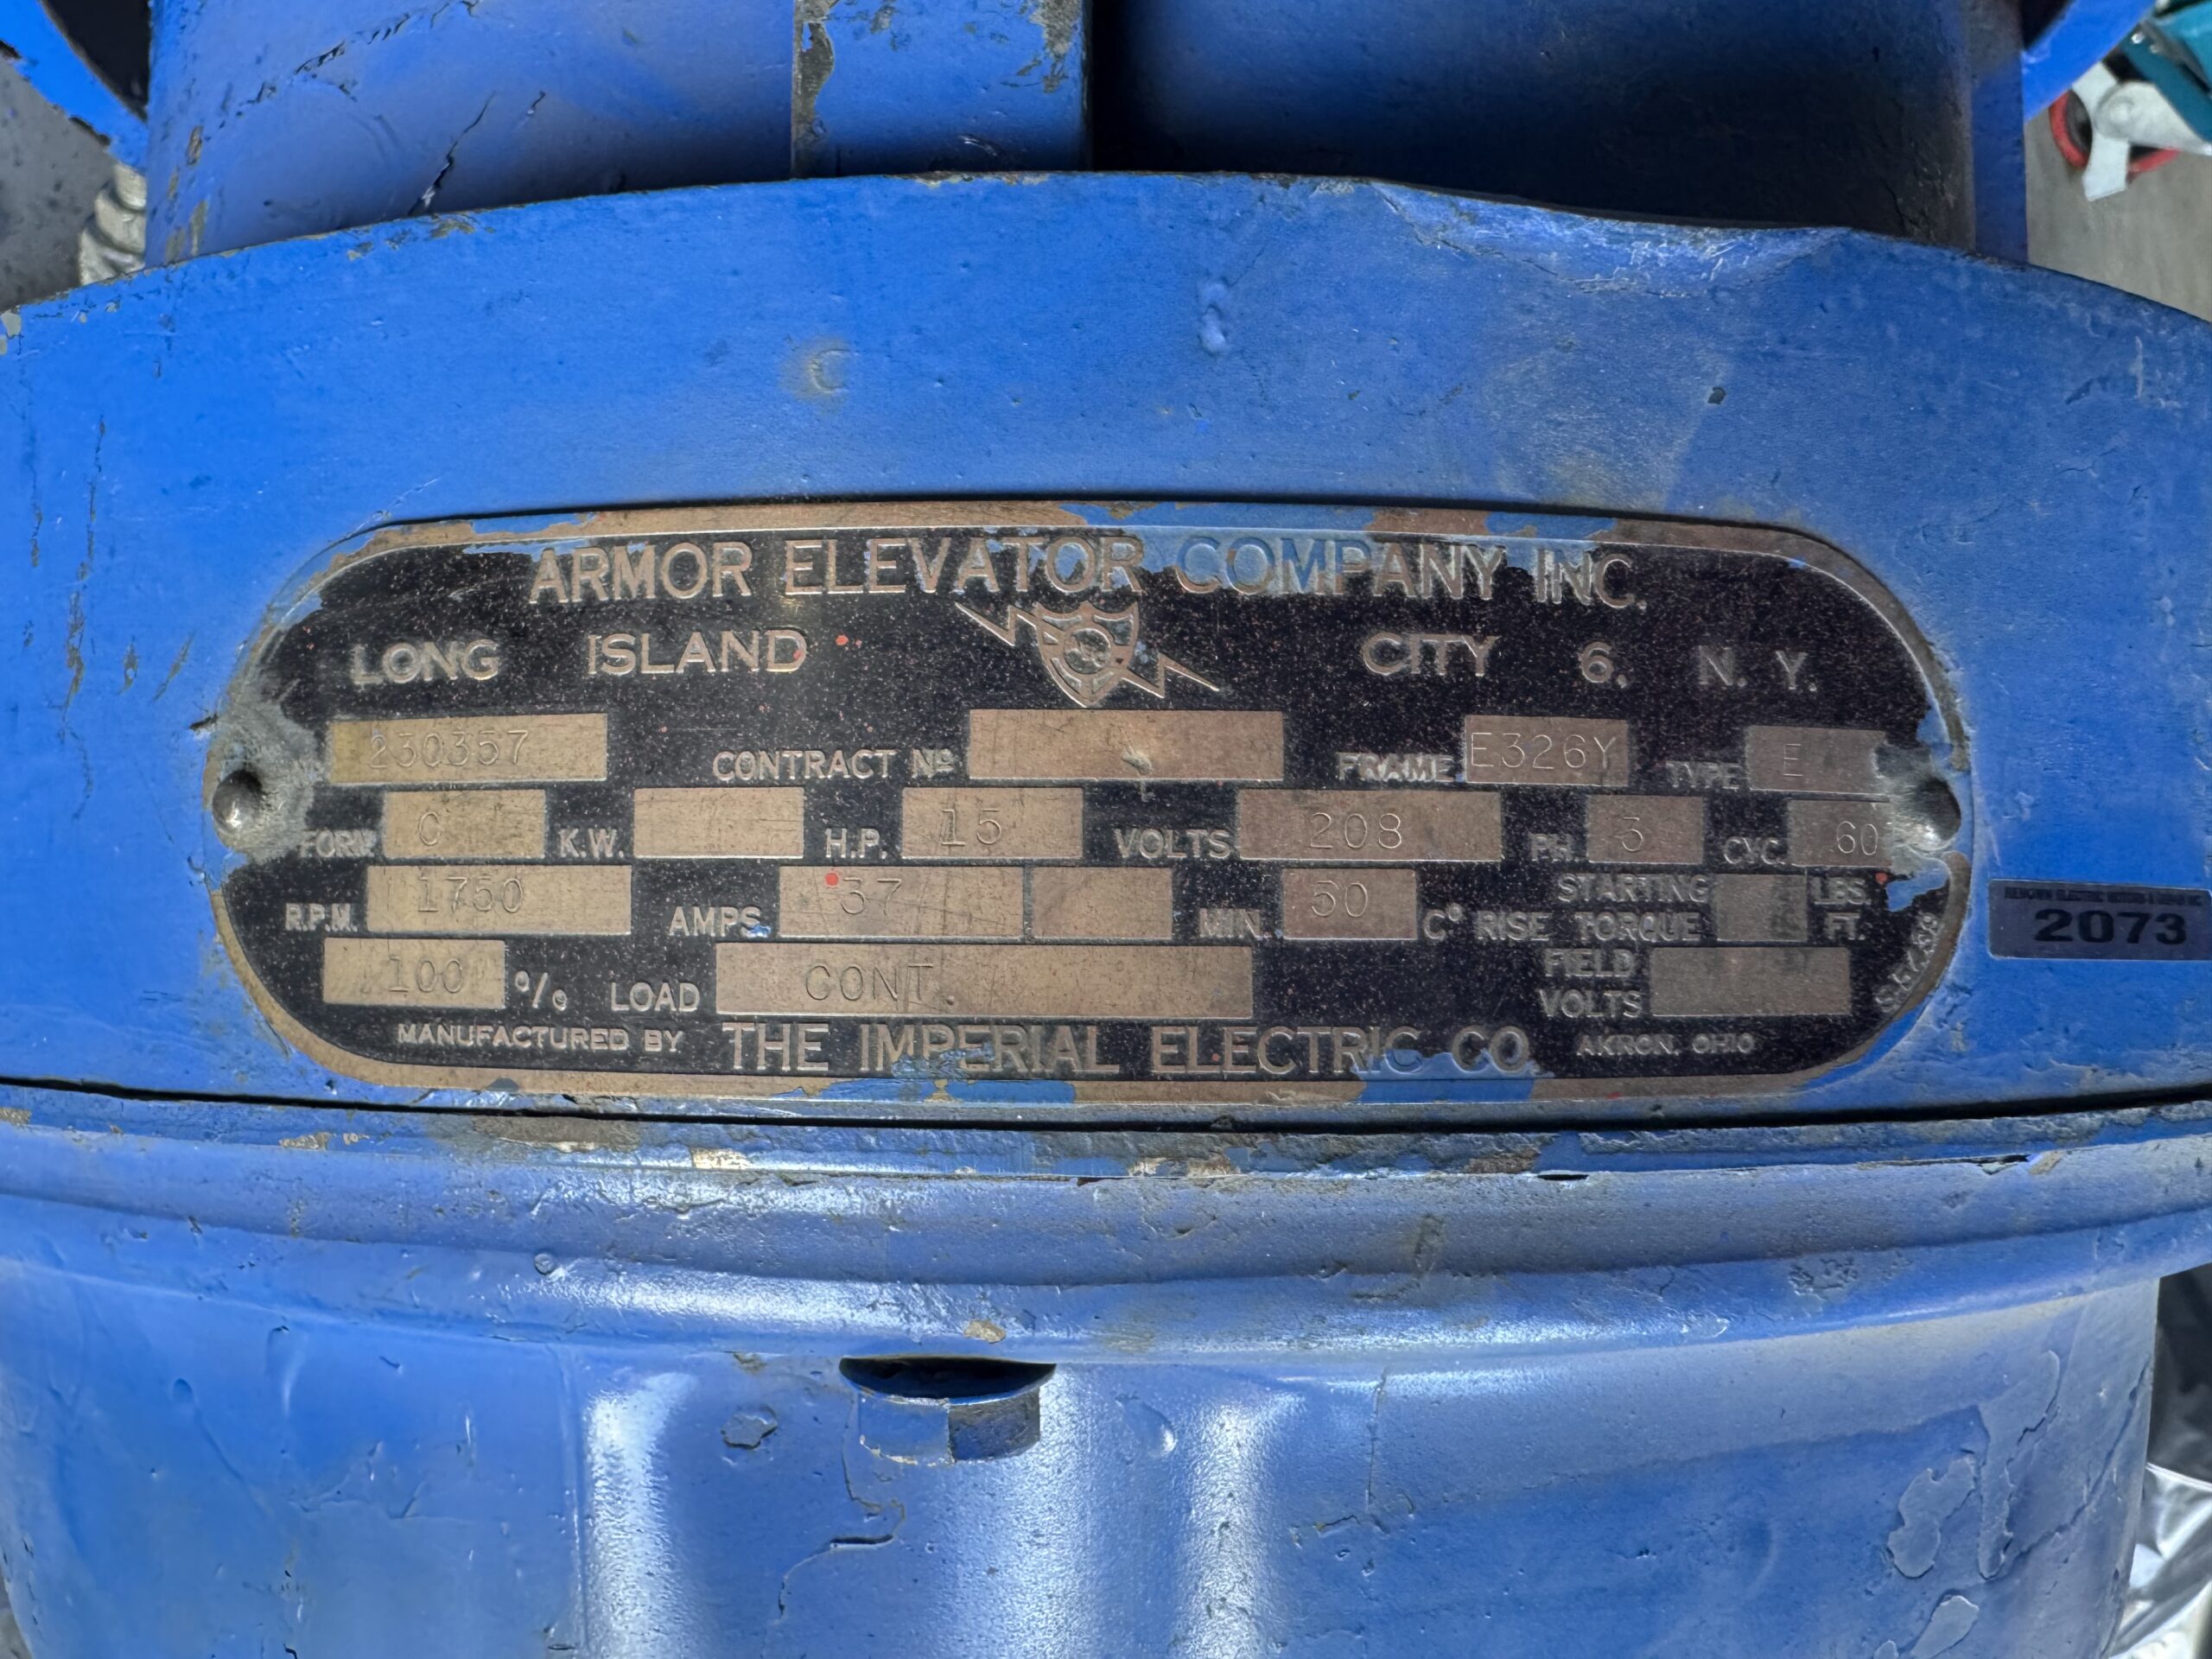 ARMOR ELEVATOR COMPANY INC.
LONG ISLAND CITY 6. N. Y.
230357 CONTRACT Nº FRAME E326Y TYPE E
FORM C K.W. H.P. 15 VOLTS 208 PH. 3 CYC. 60
R.P.M. 1750 AMPS. 37 MIN. 50 C° RISE STARTING TORQUE LBS. FT.
100 % LOAD CONT. FIELD VOLTS
MANUFACTURED BY THE IMPERIAL ELECTRIC CO. AKRON, OHIO
2073